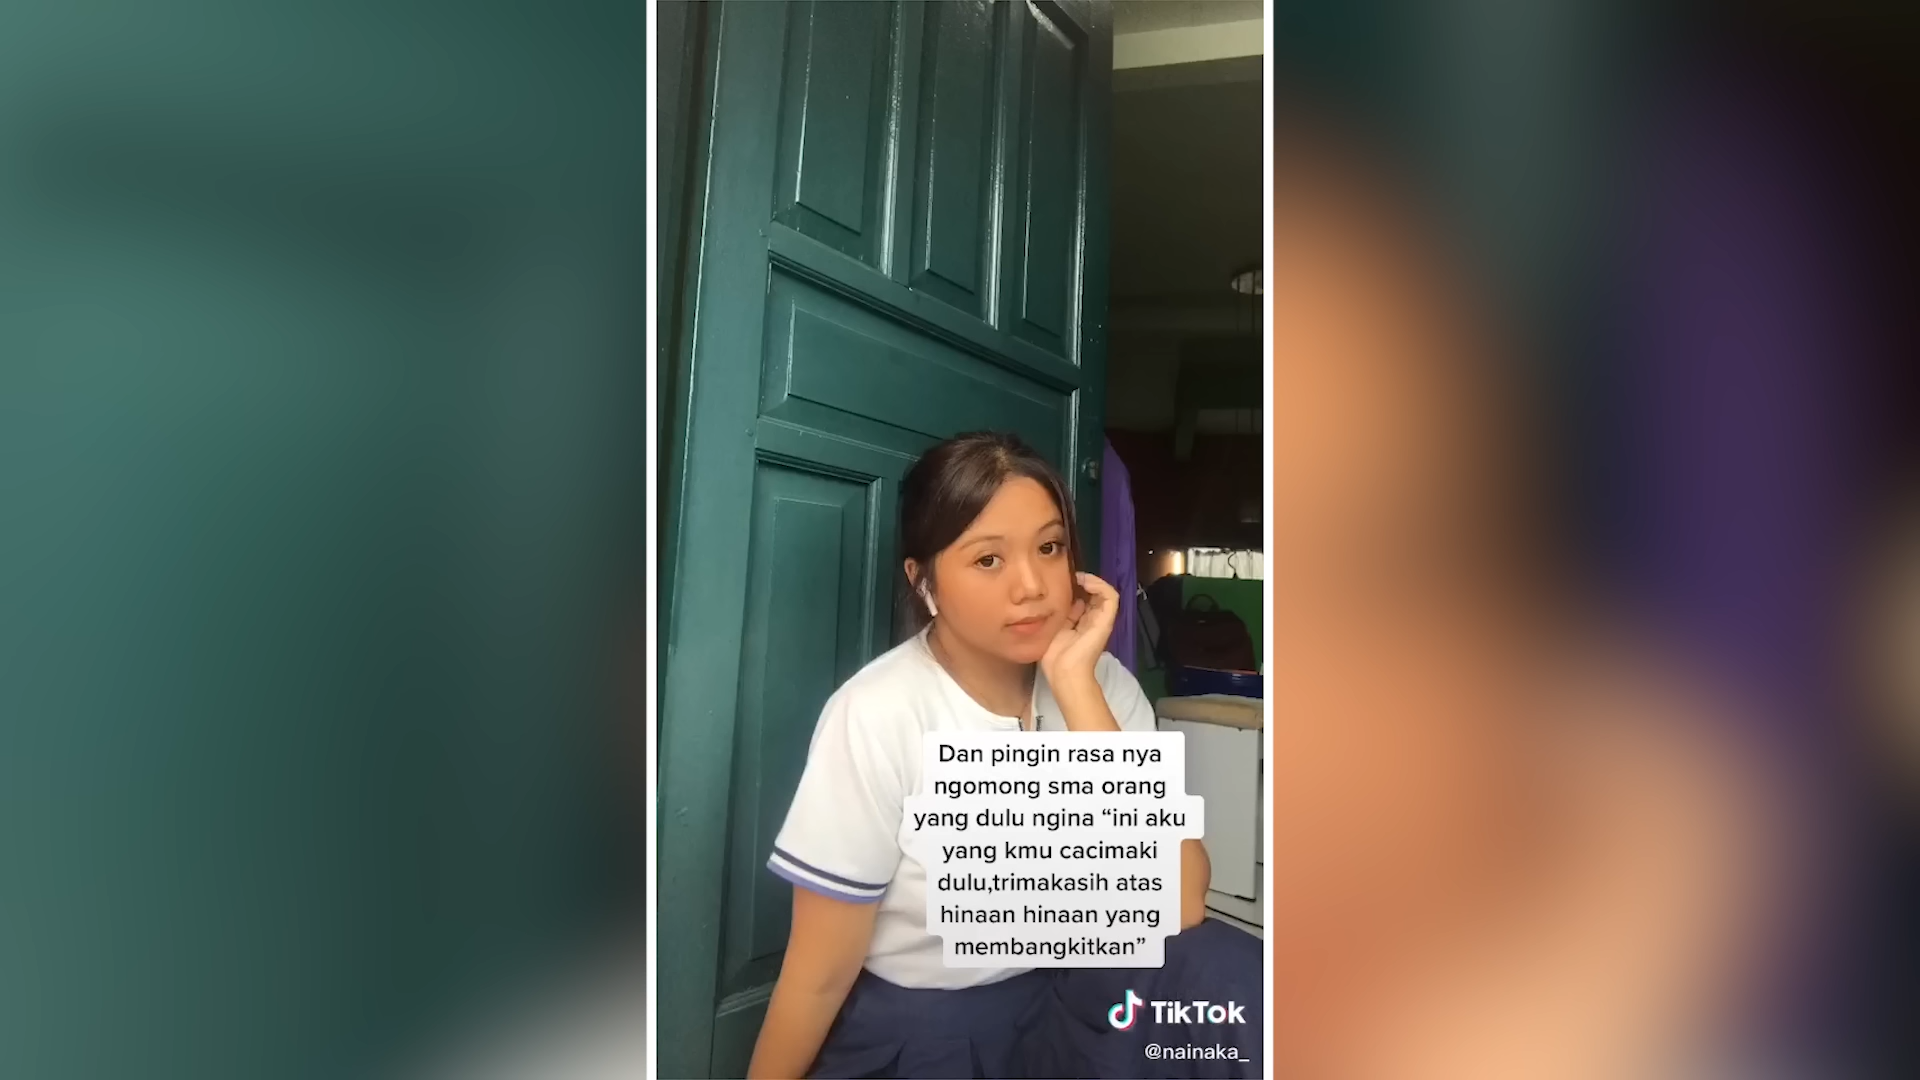 Dan pingin rasa nya
ngomong sma orang
yang dulu ngina “ini aku
yang kmu cacimaki
dulu,trimakasih atas
hinaan hinaan yang
membangkitkan”
TikTok
@nainaka_